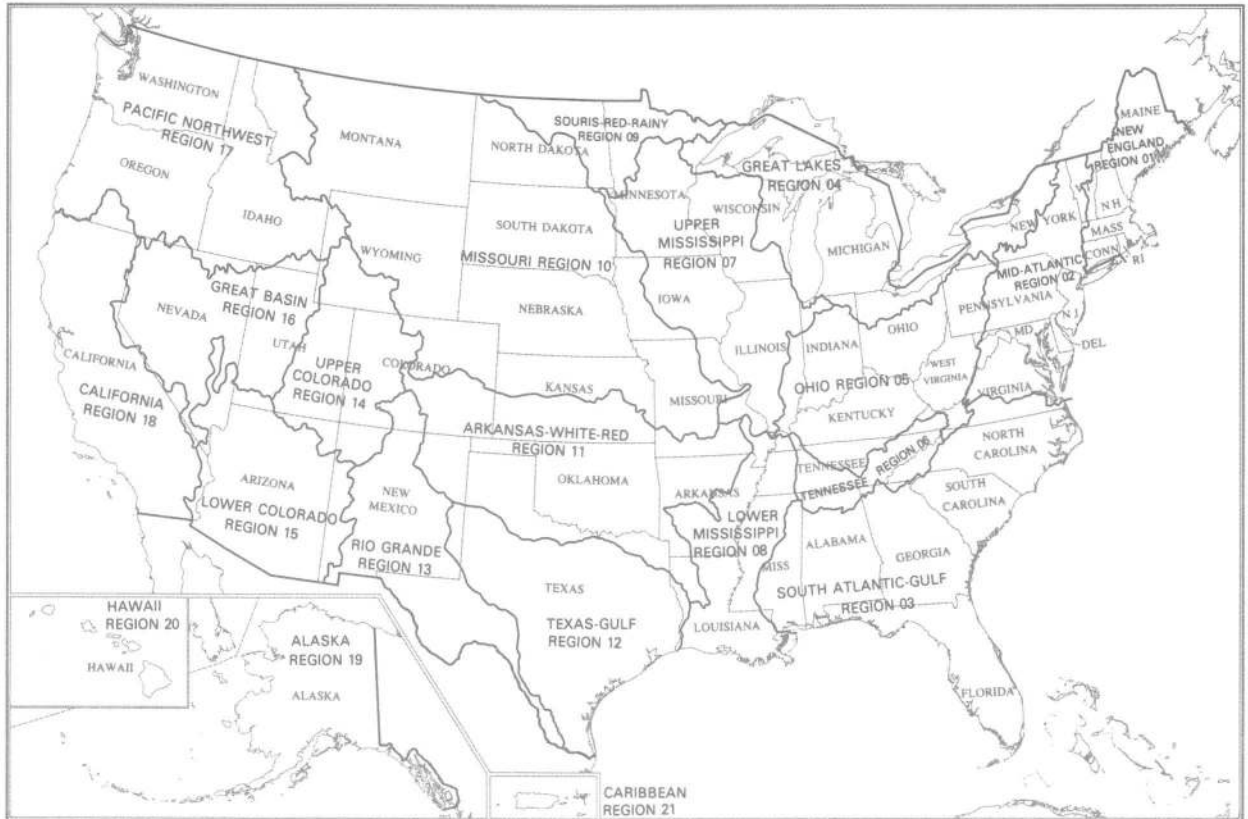 WASHINGTON
PACIFIC NORTHWEST
REGION 17
OREGON
IDAHO
MONTANA
WYOMING
NORTH DAKOTA
SOURIS-RED-RAINY
REGION 09
SOUTH DAKOTA
MISSOURI REGION 10
NEBRASKA
KANSAS
MINNESOTA
WISCONSIN
UPPER
MISSISSIPPI
REGION 07
IOWA
MISSOURI
ILLINOIS
GREAT LAKES
REGION 04
MICHIGAN
INDIANA
OHIO
OHIO REGION 05
KENTUCKY
WEST
VIRGINIA
VIRGINIA
MAINE
NEW
ENGLAND
REGION 01
VT
N H
MASS
CONN
RI
NEW YORK
MID-ATLANTIC
REGION 02
PENNSYLVANIA
N J
MD
DEL
GREAT BASIN
REGION 16
NEVADA
UTAH
CALIFORNIA
CALIFORNIA
REGION 18
UPPER
COLORADO
REGION 14
COLORADO
ARIZONA
LOWER COLORADO
REGION 15
NEW
MEXICO
RIO GRANDE
REGION 13
ARKANSAS-WHITE-RED
REGION 11
OKLAHOMA
ARKANSAS
TEXAS
TEXAS-GULF
REGION 12
LOWER
MISSISSIPPI
REGION 08
MISS
LOUISIANA
TENNESSEE
TENNESSEE REGION 06
NORTH
CAROLINA
SOUTH
CAROLINA
ALABAMA
GEORGIA
SOUTH ATLANTIC-GULF
REGION 03
FLORIDA
HAWAII
REGION 20
HAWAII
ALASKA
REGION 19
ALASKA
CARIBBEAN
REGION 21